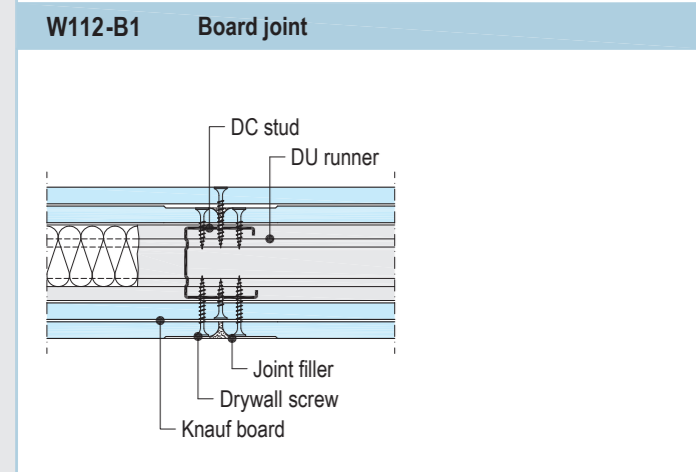 W112-B1 Board joint
DC stud
DU runner
Joint filler
Drywall screw
Knauf board